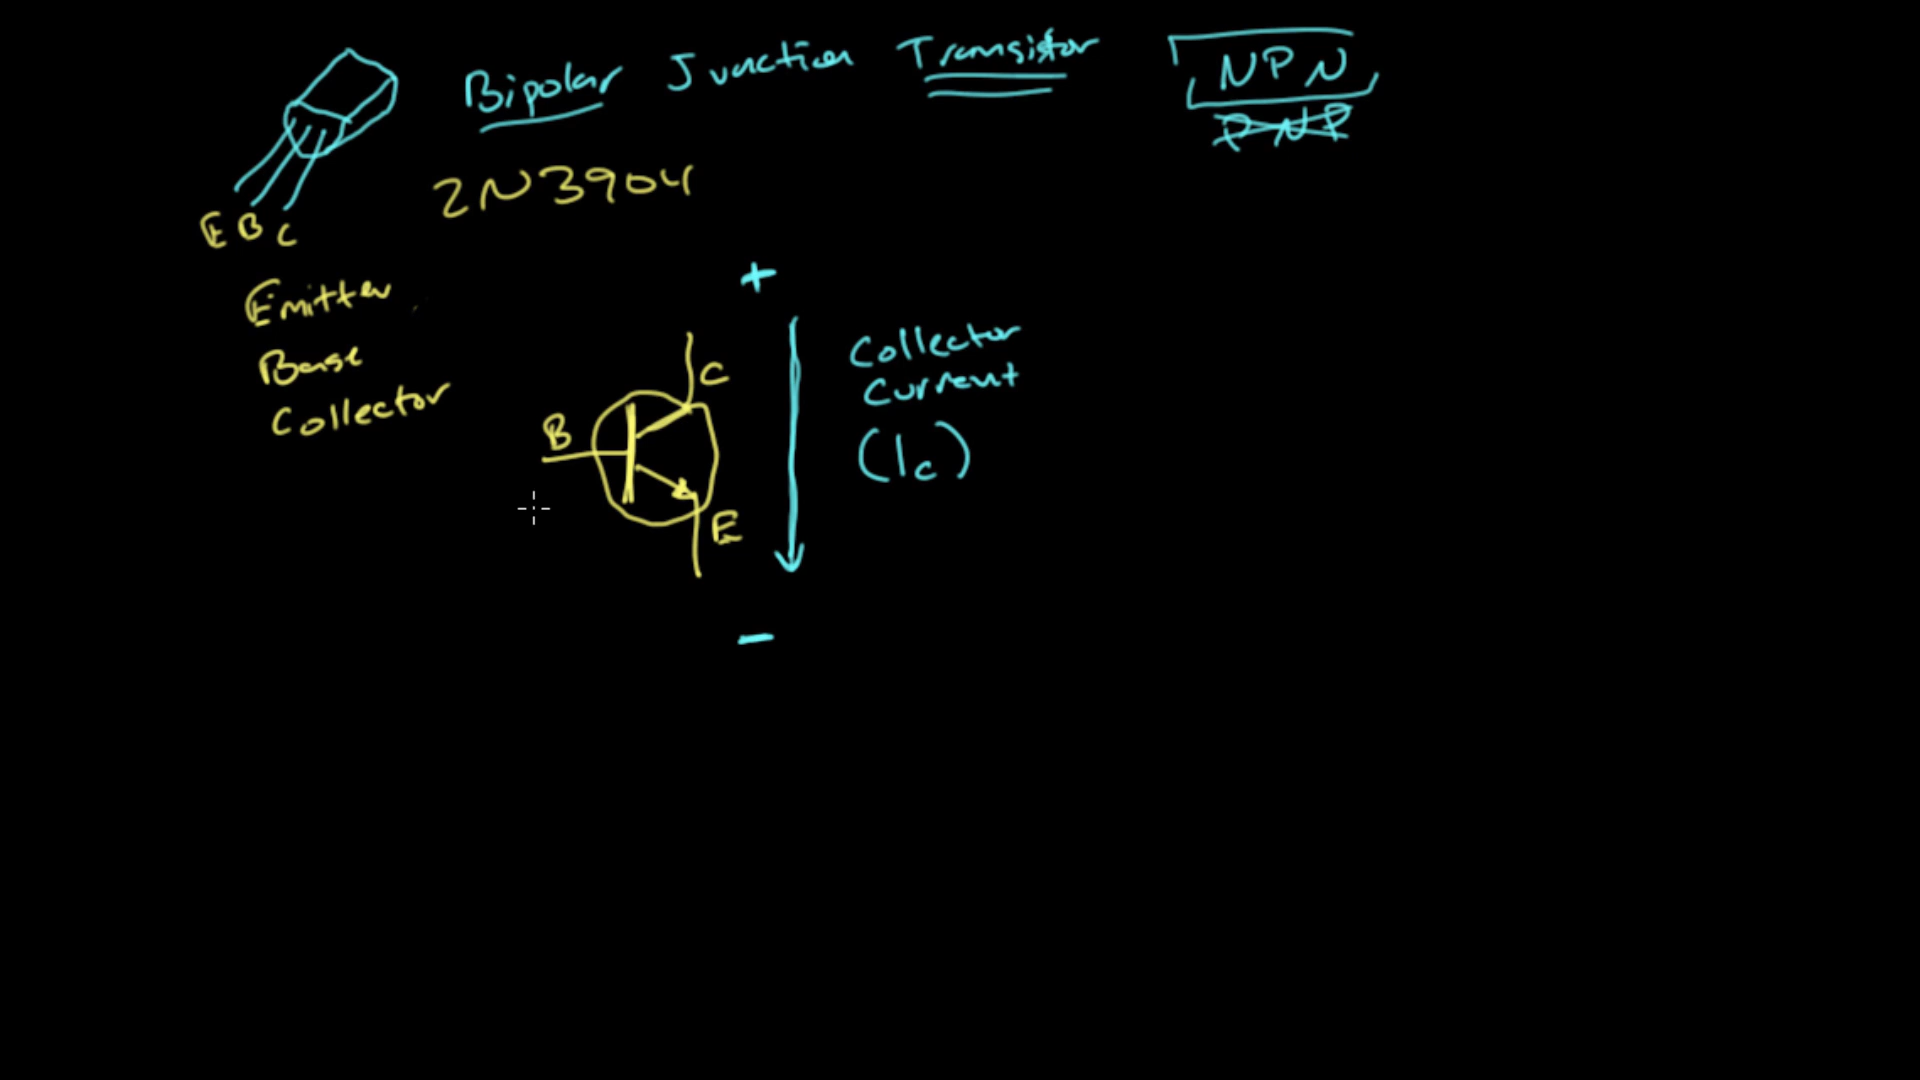 Bipolar Junction Transistor
NPN
PNP
2N3904
E B C
Emitter
Base
Collector
+
C
B
E
Collector
Current
(Ic)
-